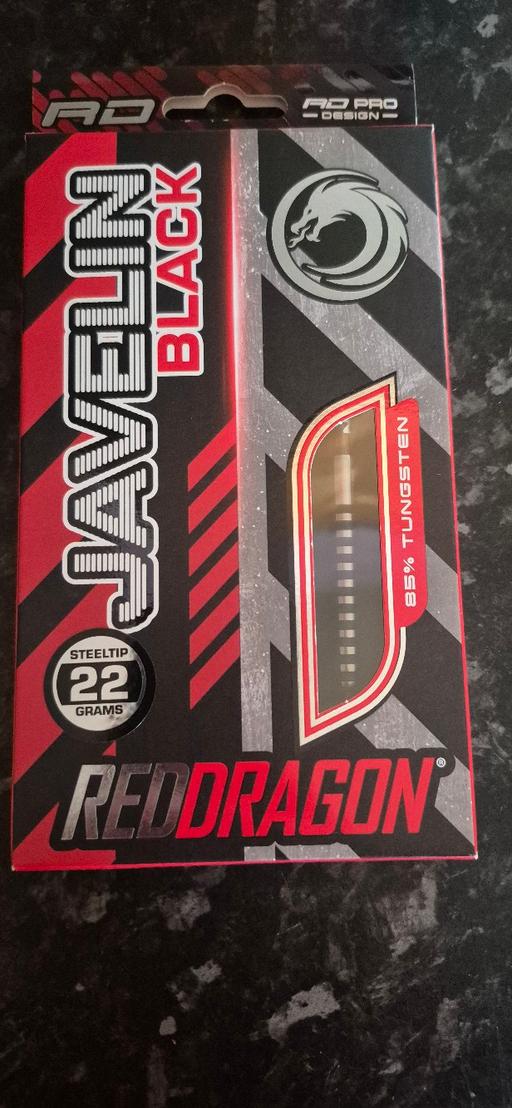 RD
RD PRO
DESIGN
JAVELIN
BLACK
85% TUNGSTEN
STEELTIP
22
GRAMS
REDDRAGON®